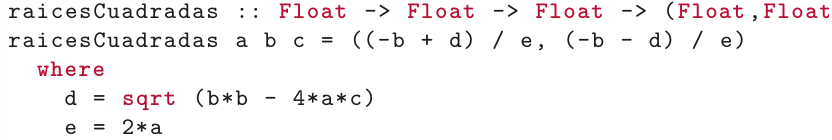 raicesCuadradas :: Float -> Float -> Float -> (Float,Float
raicesCuadradas a b c = ((-b + d) / e, (-b - d) / e)
  where
    d = sqrt (b*b - 4*a*c)
    e = 2*a